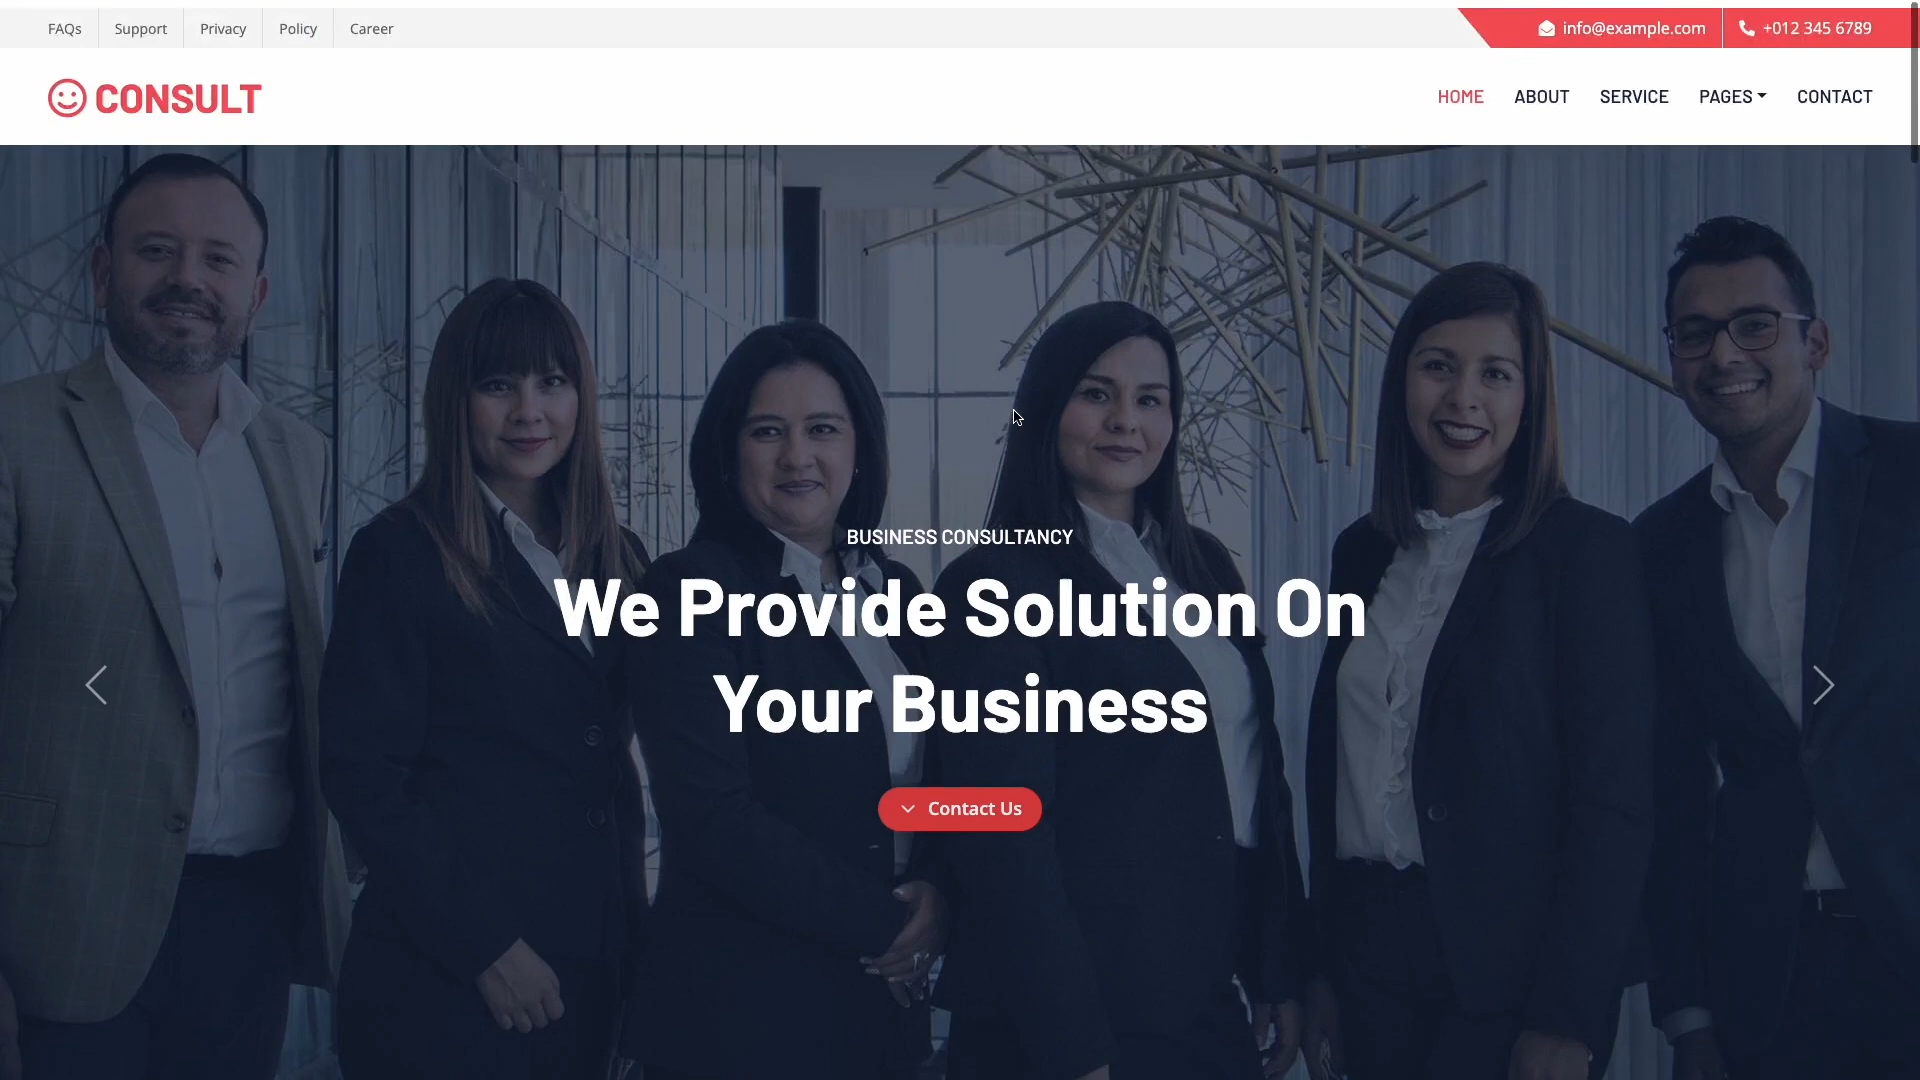 FAQs Support Privacy Policy Career info@example.com +012 345 6789
CONSULT HOME ABOUT SERVICE PAGES CONTACT
BUSINESS CONSULTANCY
We Provide Solution On
Your Business
Contact Us